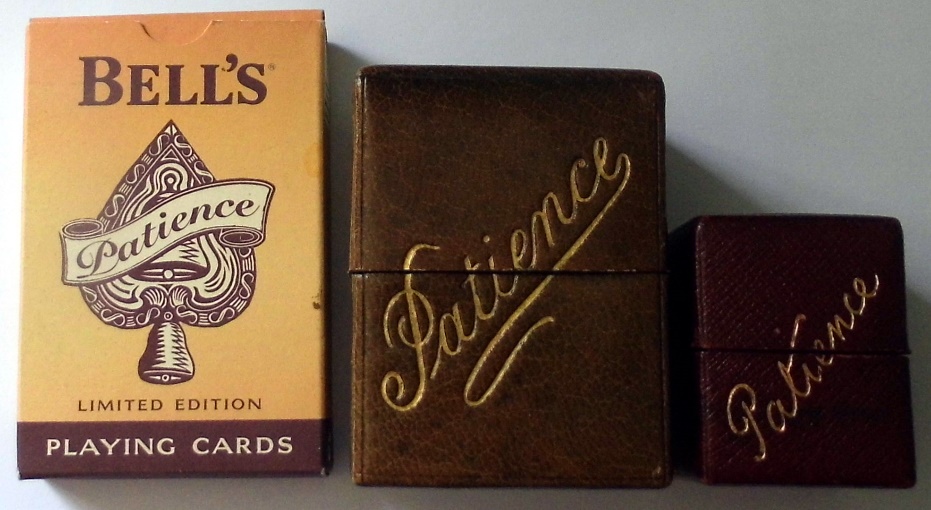 BELL'S®
Patience
LIMITED EDITION
PLAYING CARDS
Patience
Patience